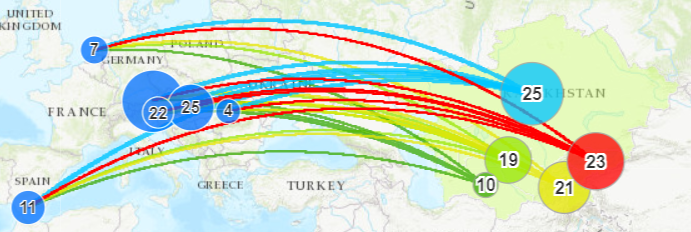 UNITED
KINGDOM
7
POLAND
GERMANY
25
KHSTAN
FRANCE
22
25
4
ITALY
19
23
10
21
SPAIN
GREECE
TURKEY
11